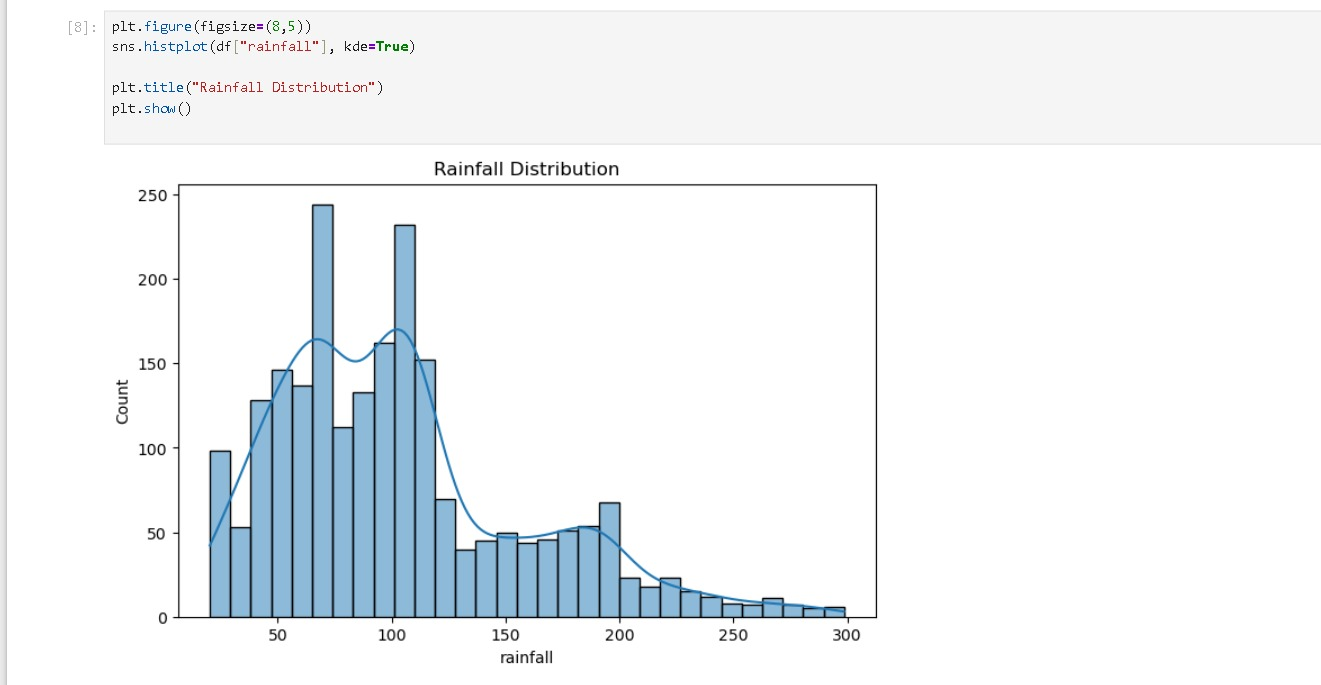 [8]:
plt.figure(figsize=(8,5))
sns.histplot(df["rainfall"], kde=True)
plt.title("Rainfall Distribution")
plt.show()
Rainfall Distribution
250
200
150
100
50
0
Count
50 100 150 200 250 300
rainfall